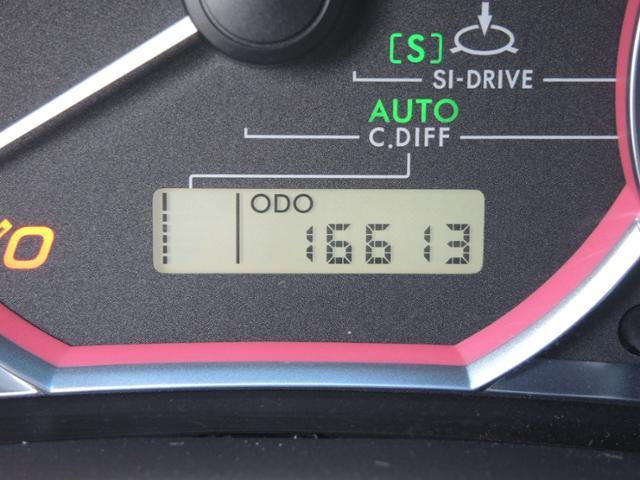 [S]
SI-DRIVE
AUTO
C.DIFF
ODO
16613